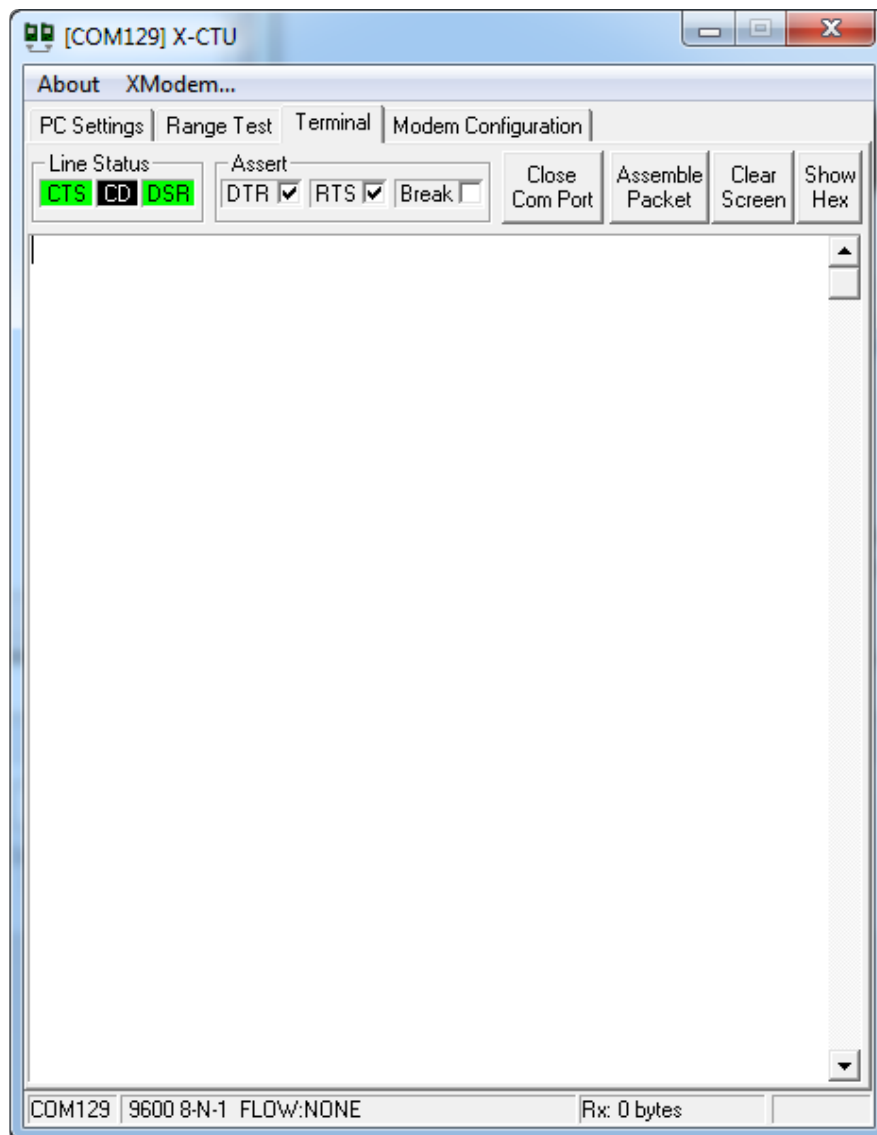 [COM129] X-CTU
About XModem...
PC Settings Range Test Terminal Modem Configuration
Line Status Assert
CTS CD DSR DTR RTS Break
Close Com Port
Assemble Packet
Clear Screen
Show Hex
COM129 9600 8-N-1 FLOW:NONE Rx: 0 bytes